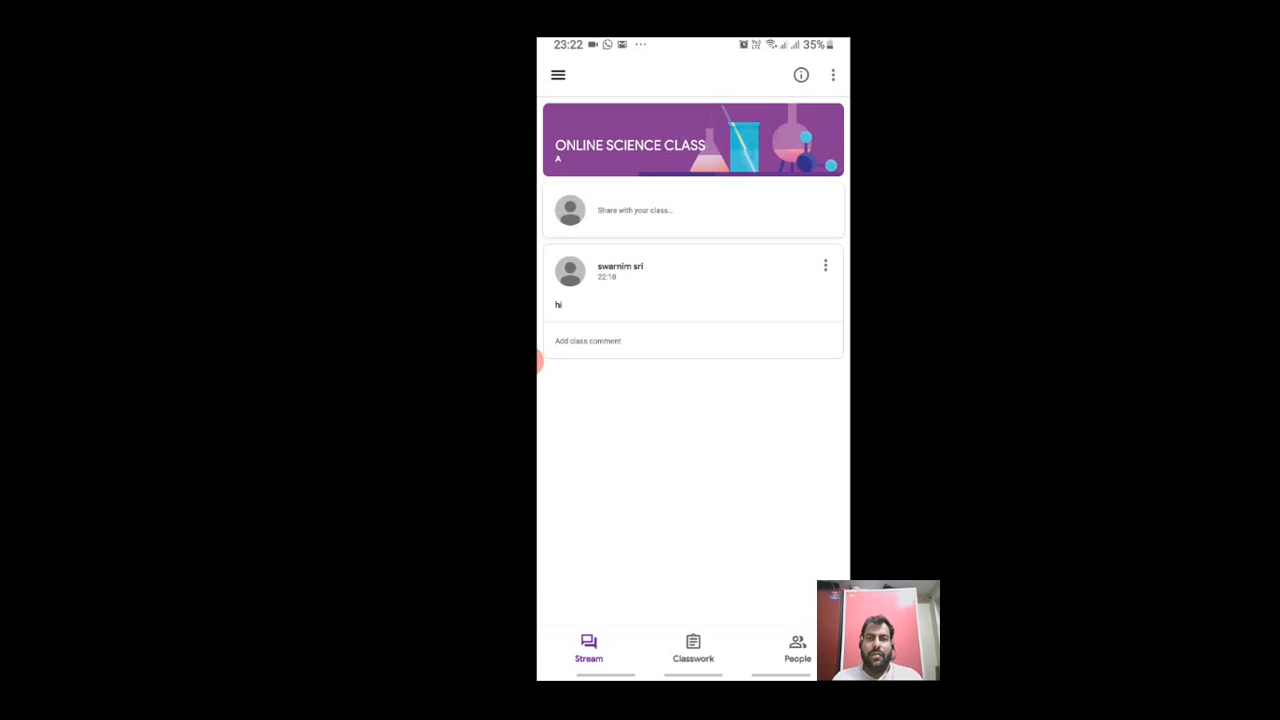 23:22 ... 35%
ONLINE SCIENCE CLASS
A
Share with your class...
swarnim sri
22:18
hi
Add class comment
Stream Classwork People